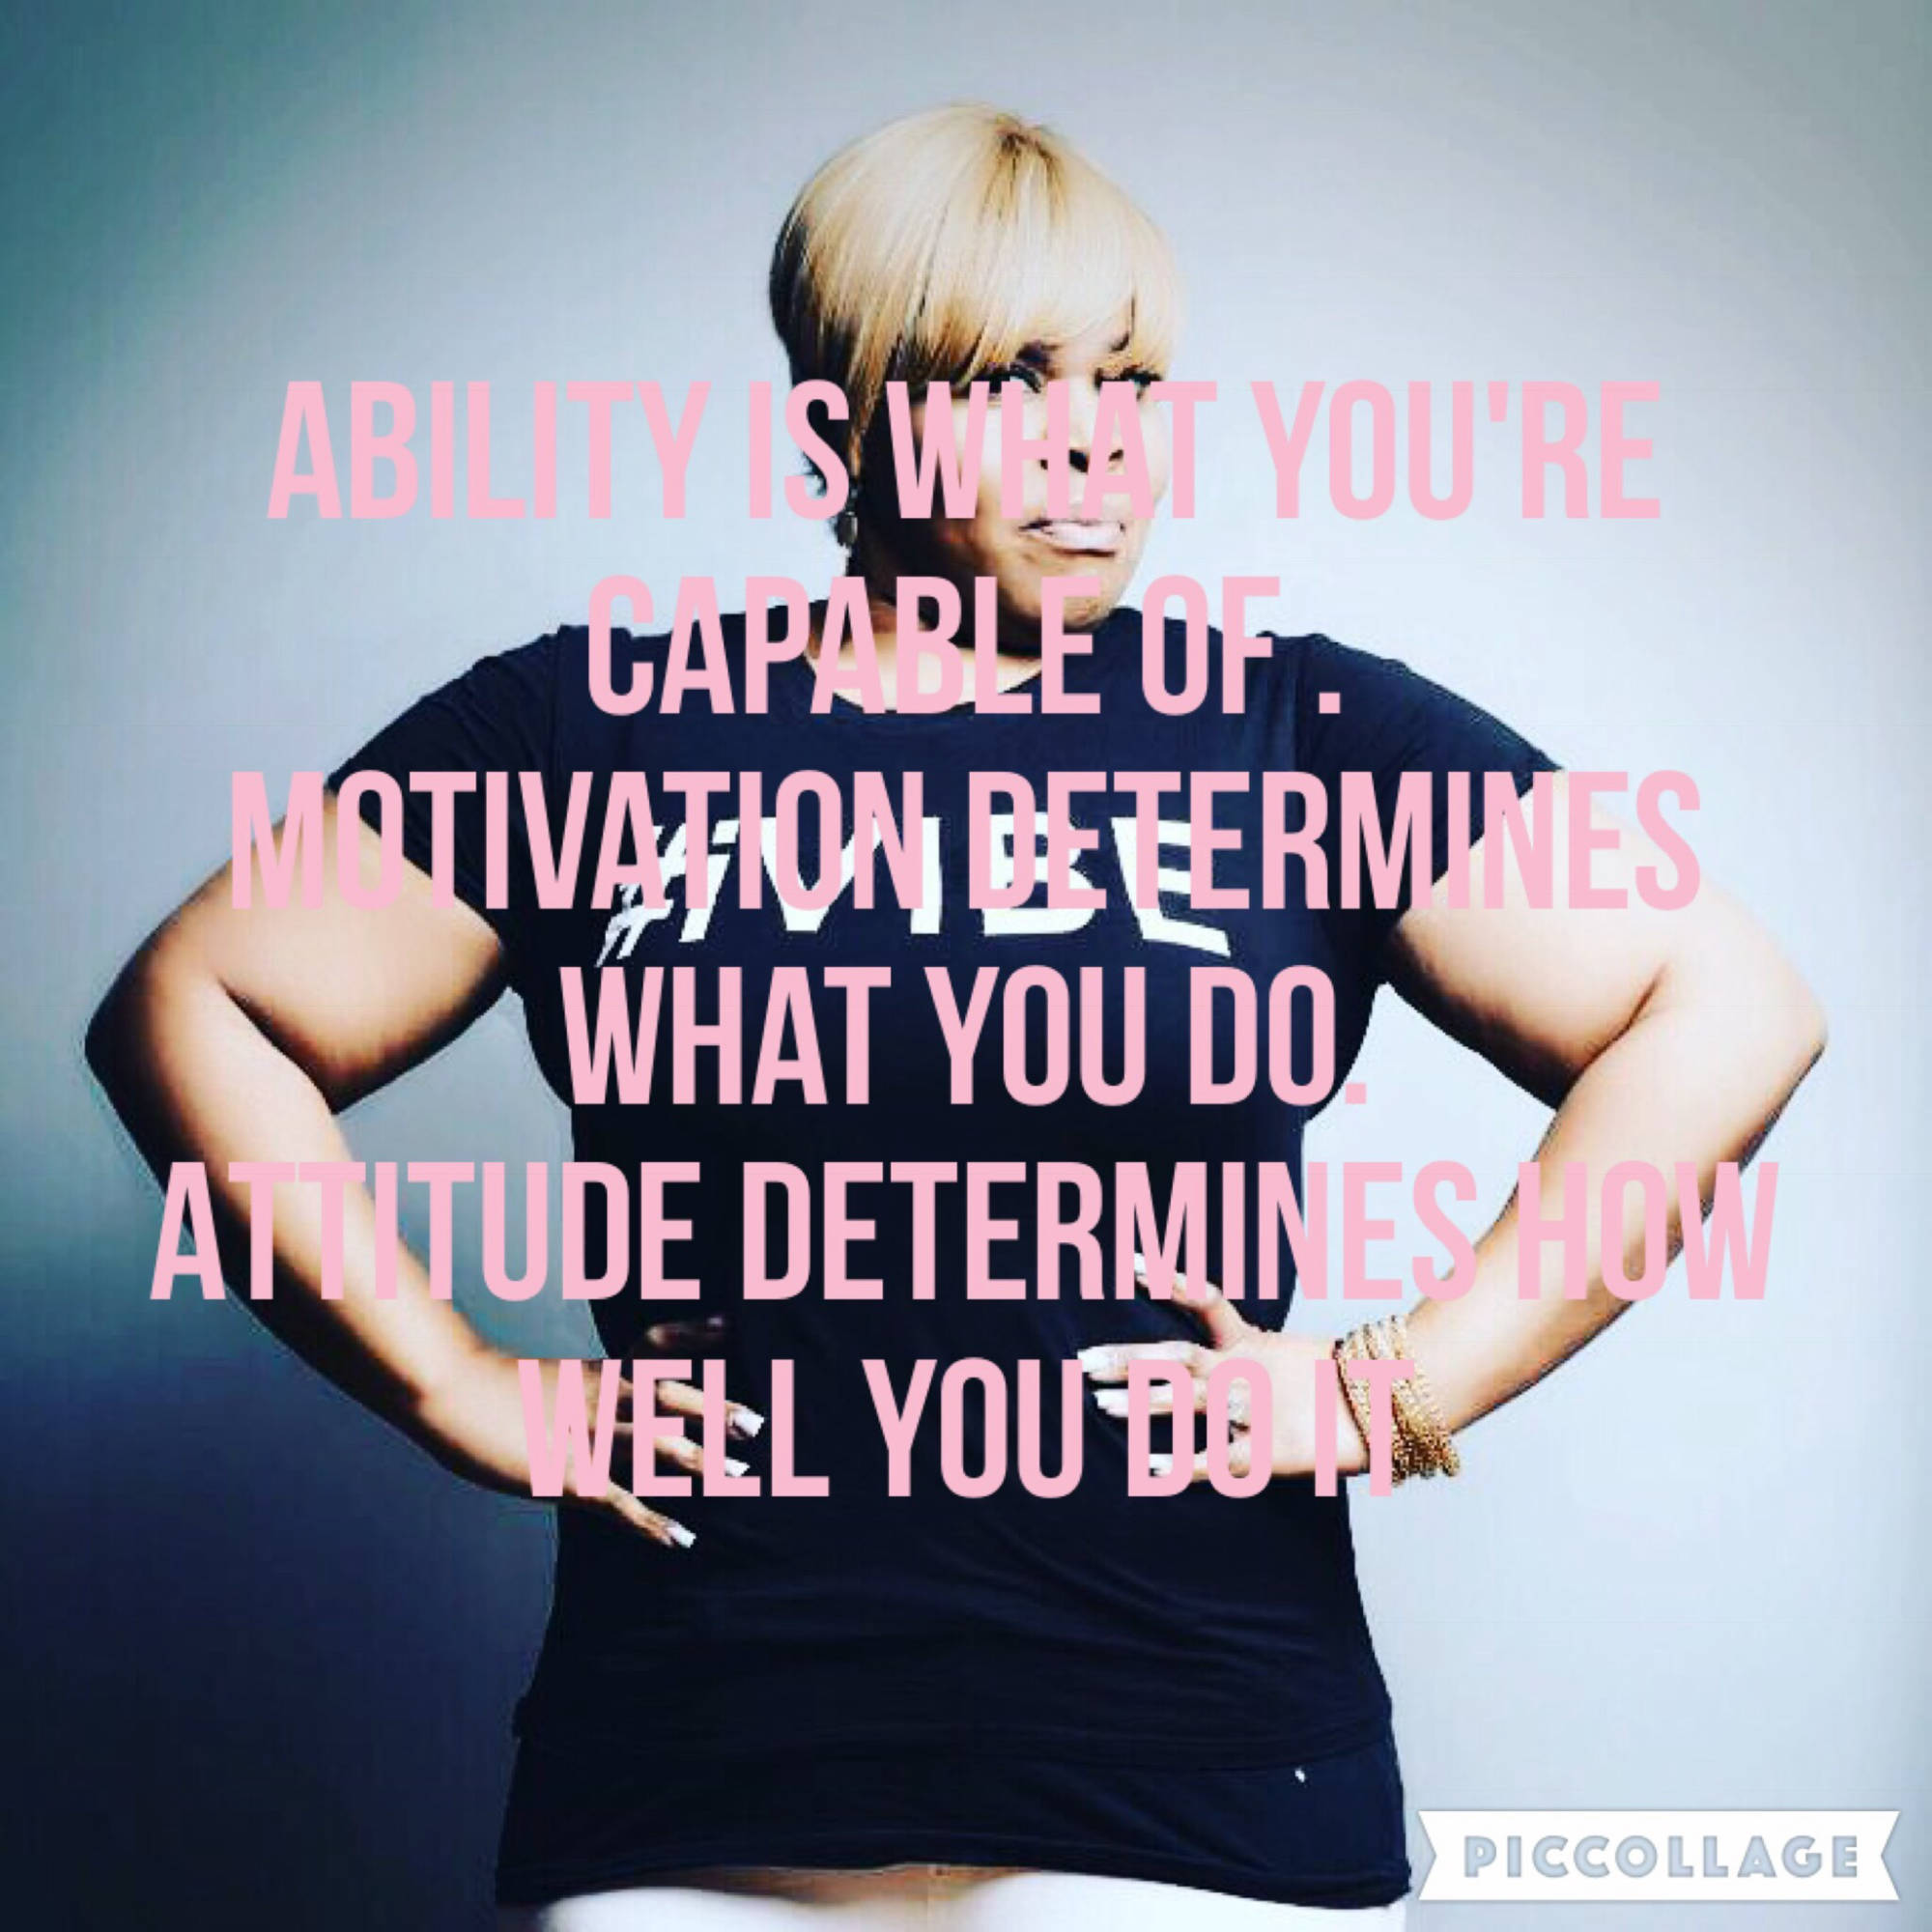 ABILITY IS WHAT YOU'RE
CAPABLE OF .
MOTIVATION DETERMINES
#iVIBE
WHAT YOU DO.
ATTITUDE DETERMINES HOW
WELL YOU DO IT
PICCOLLAGE